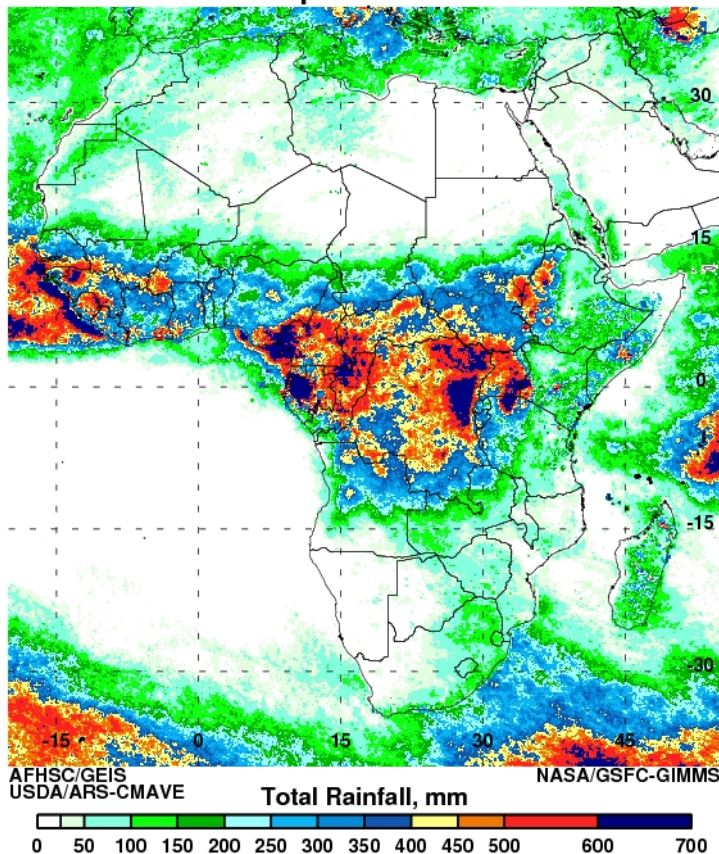 30
15
0
-15
-30
-15 0 15 30 45
AFHSC/GEIS NASA/GSFC-GIMMS
USDA/ARS-CMAVE
Total Rainfall, mm
0 50 100 150 200 250 300 350 400 450 500 600 700